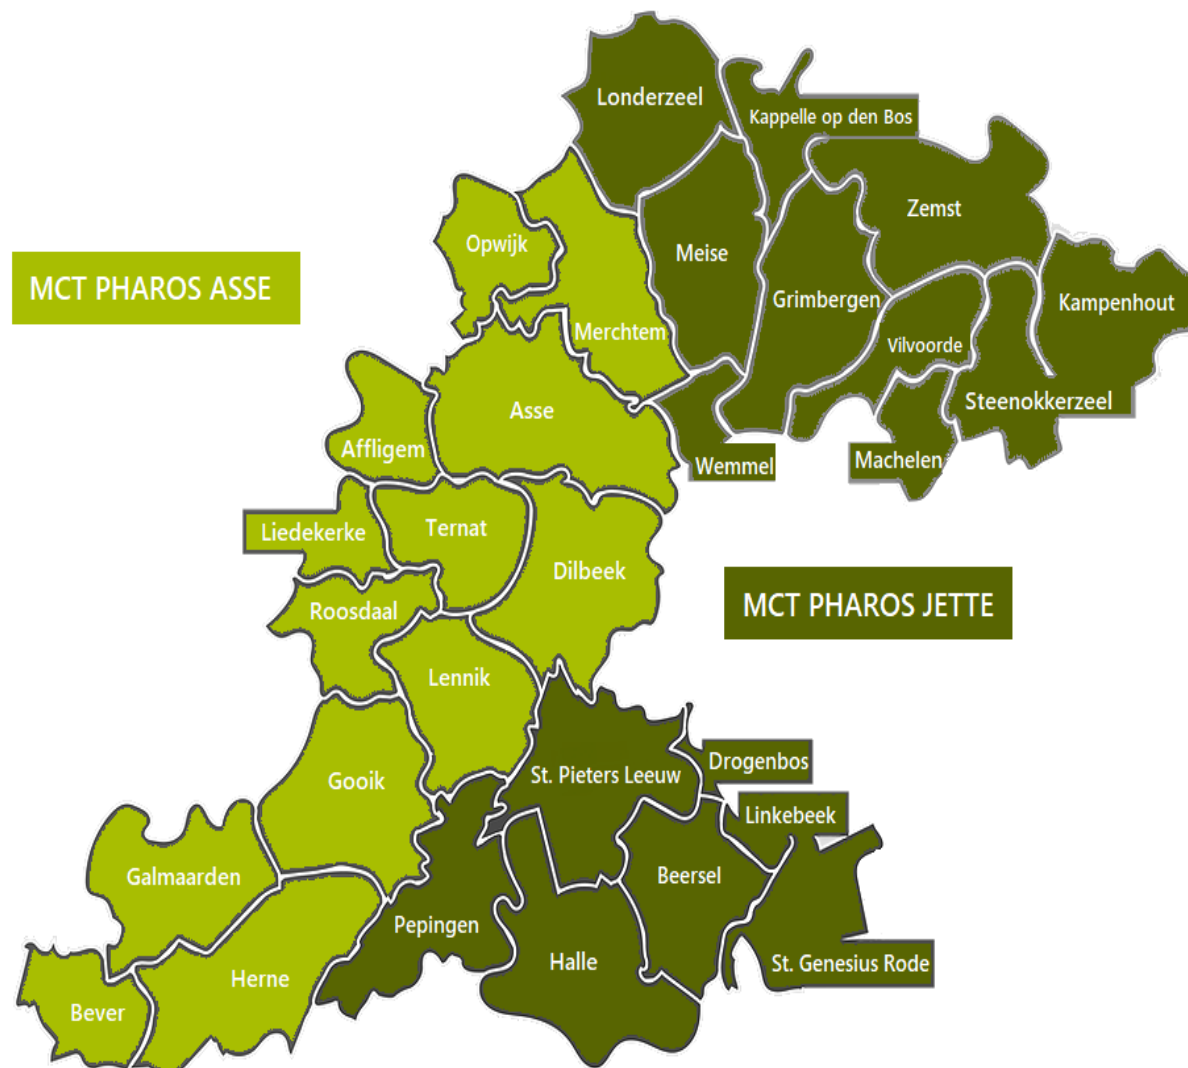 Londerzeel
Kappelle op den Bos
Zemst
Opwijk
Meise
MCT PHAROS ASSE
Grimbergen
Kampenhout
Merchtem
Vilvoorde
Asse
Steenokkerzeel
Affligem
Wemmel
Machelen
Liedekerke
Ternat
Dilbeek
Roosdaal
MCT PHAROS JETTE
Lennik
St. Pieters Leeuw
Drogenbos
Gooik
Linkebeek
Galmaarden
Beersel
Pepingen
Halle
St. Genesius Rode
Herne
Bever